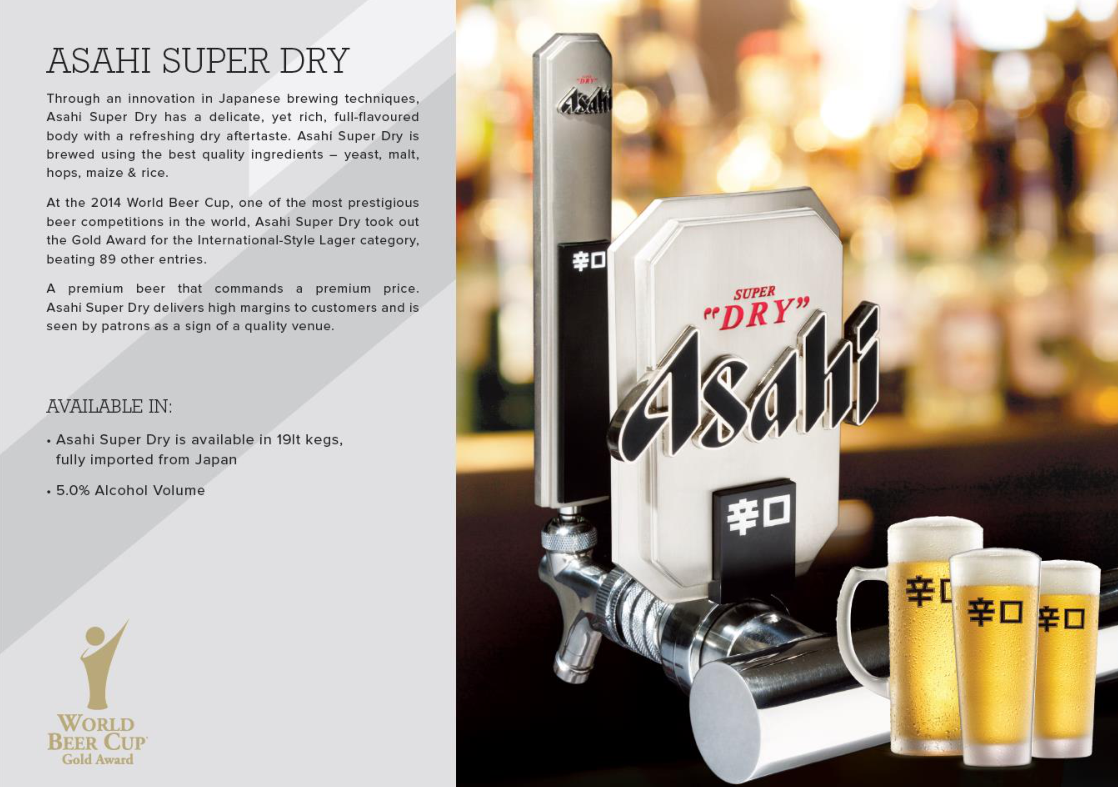 ASAHI SUPER DRY
Through an innovation in Japanese brewing techniques,
Asahi Super Dry has a delicate, yet rich, full-flavoured
body with a refreshing dry aftertaste. Asahi Super Dry is
brewed using the best quality ingredients – yeast, malt,
hops, maize & rice.
At the 2014 World Beer Cup, one of the most prestigious
beer competitions in the world, Asahi Super Dry took out
the Gold Award for the International-Style Lager category,
beating 89 other entries.
A premium beer that commands a premium price.
Asahi Super Dry delivers high margins to customers and is
seen by patrons as a sign of a quality venue.
AVAILABLE IN:
• Asahi Super Dry is available in 19lt kegs,
fully imported from Japan
• 5.0% Alcohol Volume
WORLD
BEER CUP
Gold Award
"DRY"
Asahi
辛口
SUPER
"DRY"
Asahi
辛口
辛口
辛口
辛口